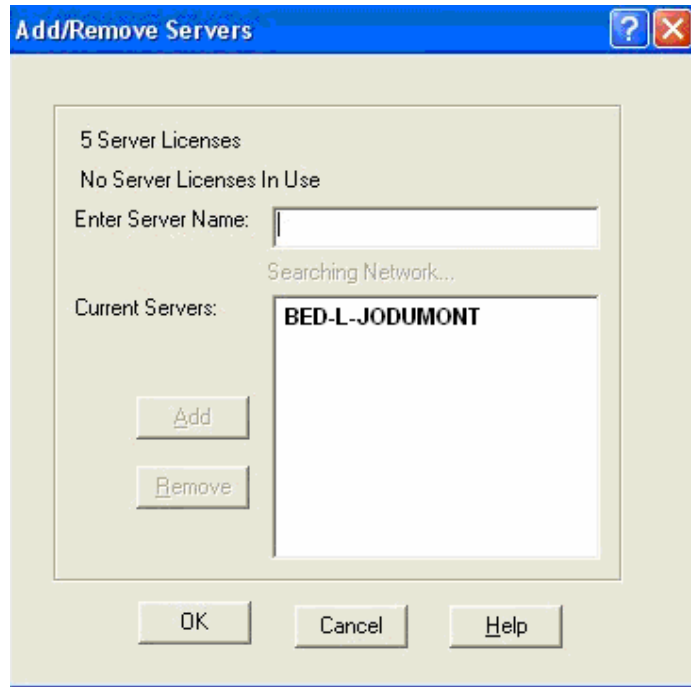 Add/Remove Servers
5 Server Licenses
No Server Licenses In Use
Enter Server Name:
Searching Network...
Current Servers:
BED-L-JODUMONT
Add
Remove
OK
Cancel
Help